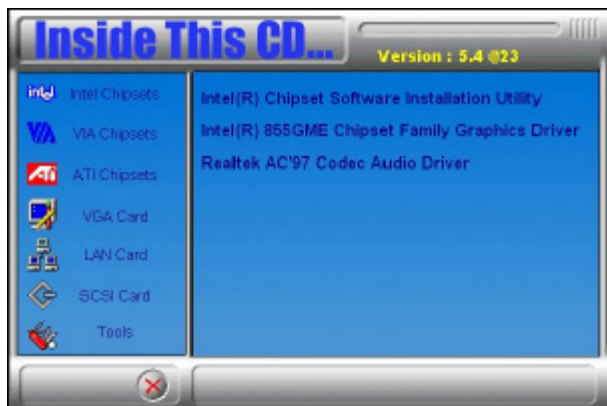 Inside This CD...
Version : 5.4 @23
intel Intel Chipsets
VIA VIA Chipsets
ATI ATI Chipsets
VGA Card
LAN Card
SCSI Card
Tools
Intel(R) Chipset Software Installation Utility
Intel(R) 855GME Chipset Family Graphics Driver
Realtek AC'97 Codec Audio Driver